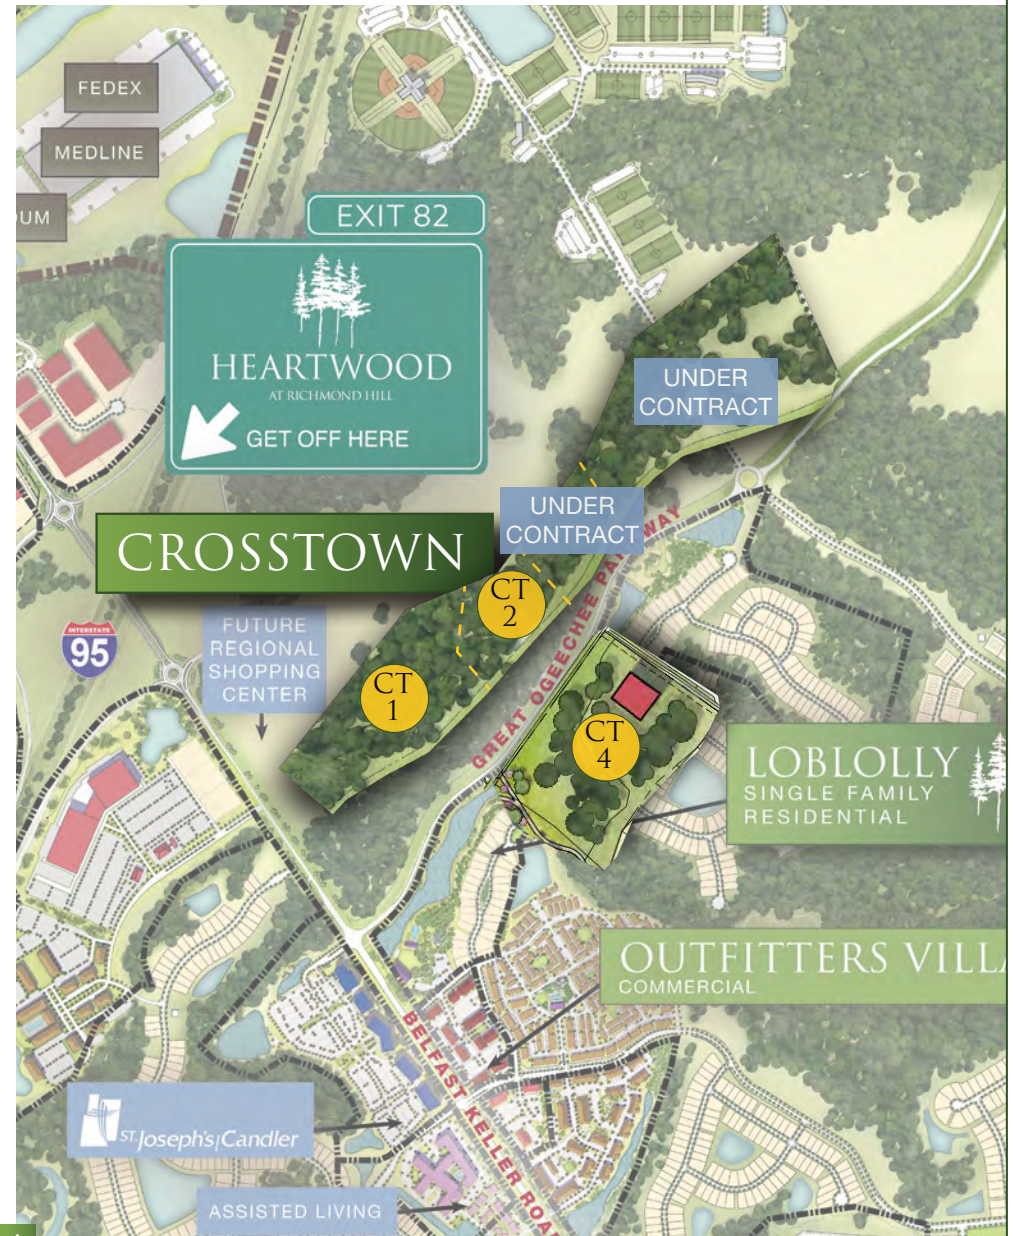 FEDEX
MEDLINE
UM
EXIT 82
HEARTWOOD
AT RICHMOND HILL
GET OFF HERE
UNDER
CONTRACT
UNDER
CONTRACT
CROSSTOWN
GREAT OGEECHEE PARKWAY
CT
2
CT
1
CT
4
INTERSTATE
95
FUTURE
REGIONAL
SHOPPING
CENTER
LOBLOLLY
SINGLE FAMILY
RESIDENTIAL
OUTFITTERS VILLA
COMMERCIAL
BELFAST KELLER ROA
ST. Joseph's | Candler
ASSISTED LIVING